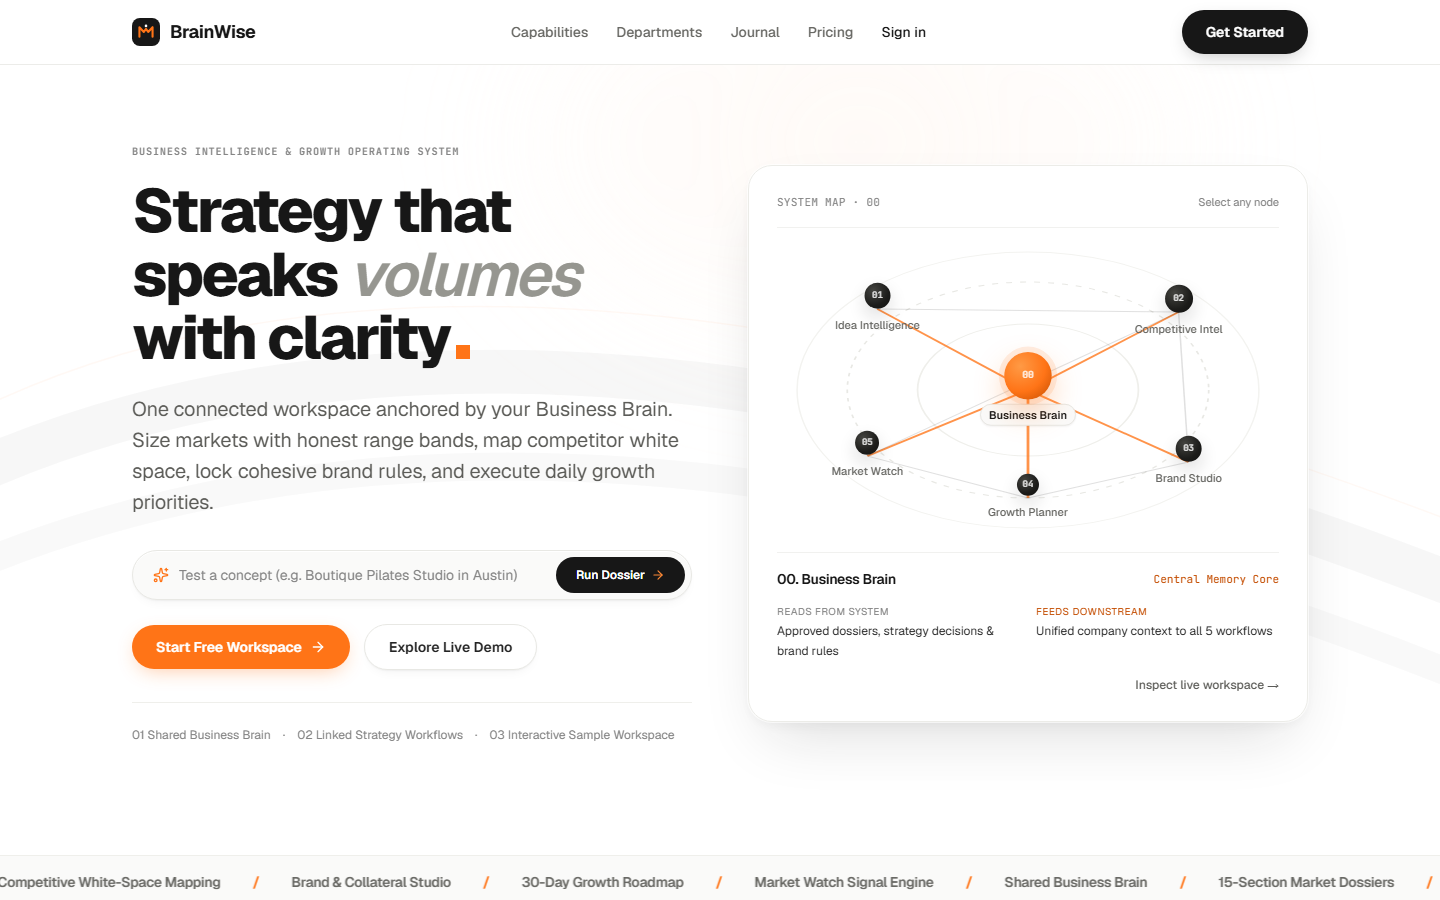 BrainWise
Capabilities Departments Journal Pricing Sign in
Get Started
BUSINESS INTELLIGENCE & GROWTH OPERATING SYSTEM
Strategy that
speaks volumes
with clarity.
One connected workspace anchored by your Business Brain.
Size markets with honest range bands, map competitor white
space, lock cohesive brand rules, and execute daily growth
priorities.
Test a concept (e.g. Boutique Pilates Studio in Austin)
Run Dossier →
Start Free Workspace →
Explore Live Demo
01 Shared Business Brain · 02 Linked Strategy Workflows · 03 Interactive Sample Workspace
SYSTEM MAP · 00
Select any node
01
Idea Intelligence
02
Competitive Intel
00
Business Brain
05
Market Watch
03
Brand Studio
04
Growth Planner
00. Business Brain
Central Memory Core
READS FROM SYSTEM
Approved dossiers, strategy decisions &
brand rules
FEEDS DOWNSTREAM
Unified company context to all 5 workflows
Inspect live workspace →
Competitive White-Space Mapping / Brand & Collateral Studio / 30-Day Growth Roadmap / Market Watch Signal Engine / Shared Business Brain / 15-Section Market Dossiers /